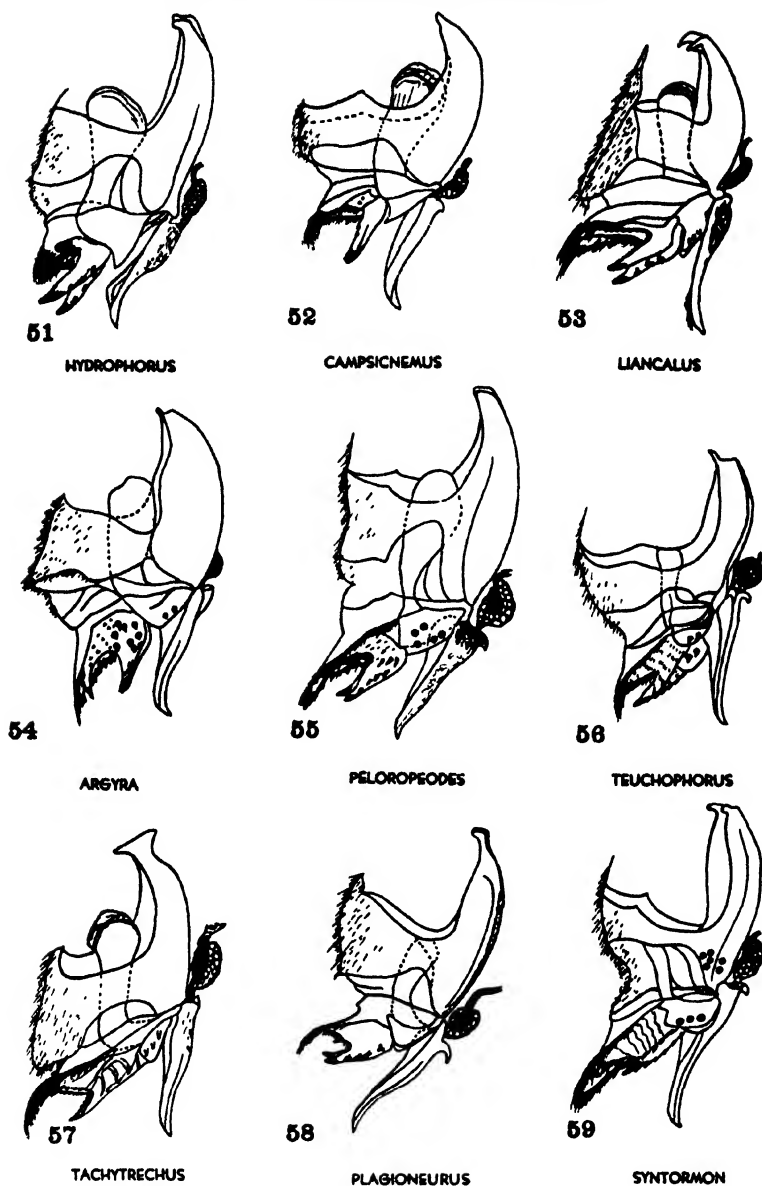 51 52 53
HYDROPHORUS CAMPSICNEMUS LIANCALUS
54 55 56
ARGYRA PELOROPEODES TEUCHOPHORUS
57 58 59
TACHYTRECHUS PLAGIONEURUS SYNTORMON